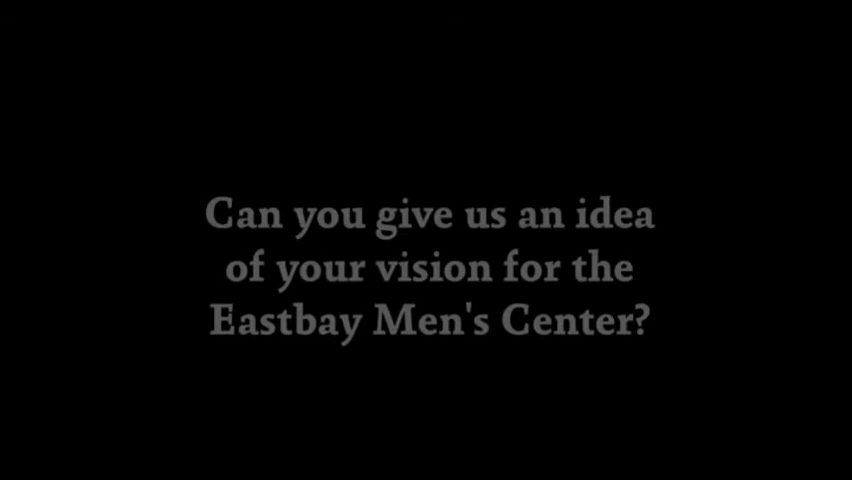 Can you give us an idea
of your vision for the
Eastbay Men's Center?